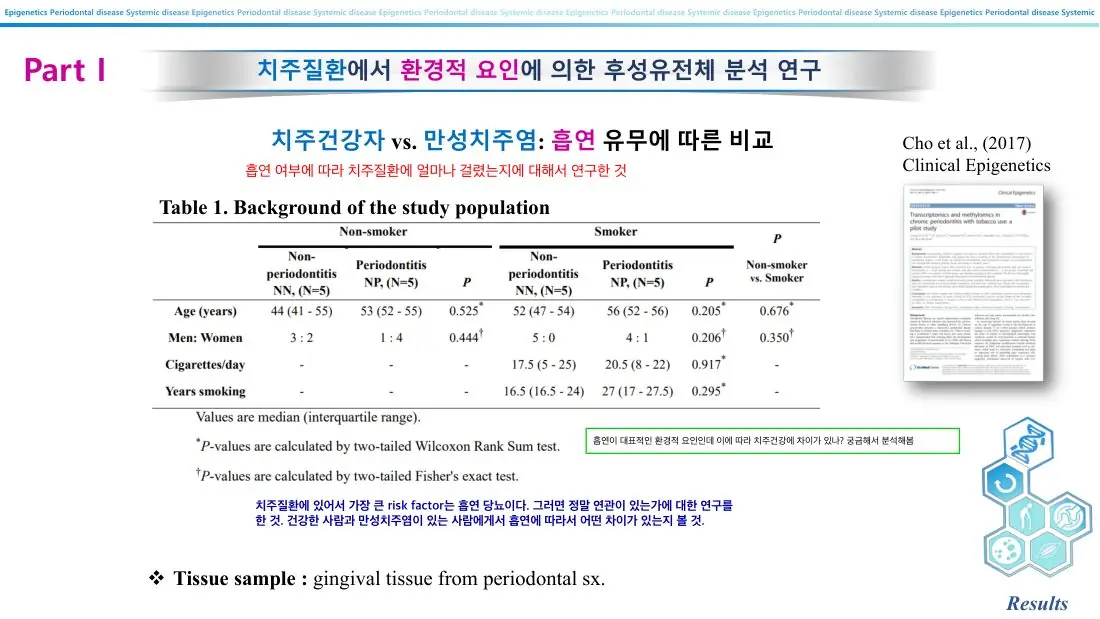 Epigenetics Periodontal disease Systemic disease Epigenetics Periodontal disease Systemic disease Epigenetics Periodontal disease Systemic disease Epigenetics Periodontal disease Systemic disease Epigenetics Periodontal disease Systemic disease Epigenetics Periodontal disease Systemic
Part I
치주질환에서 환경적 요인에 의한 후성유전체 분석 연구
치주건강자 vs. 만성치주염: 흡연 유무에 따른 비교
흡연 여부에 따라 치주질환에 얼마나 걸렸는지에 대해서 연구한 것
Cho et al., (2017)
Clinical Epigenetics
Clinical Epigenetics
Transcriptomics and methylomics in
chronic periodontitis with tobacco use: a
pilot study
Table 1. Background of the study population
Non-smoker Smoker P
Non-periodontitis NN, (N=5) Periodontitis NP, (N=5) P Non-periodontitis NN, (N=5) Periodontitis NP, (N=5) P Non-smoker vs. Smoker
Age (years) 44 (41 - 55) 53 (52 - 55) 0.525* 52 (47 - 54) 56 (52 - 56) 0.205* 0.676*
Men: Women 3 : 2 1 : 4 0.444† 5 : 0 4 : 1 0.206† 0.350†
Cigarettes/day - - - 17.5 (5 - 25) 20.5 (8 - 22) 0.917* -
Years smoking - - - 16.5 (16.5 - 24) 27 (17 - 27.5) 0.295* -
Values are median (interquartile range).
*P-values are calculated by two-tailed Wilcoxon Rank Sum test.
†P-values are calculated by two-tailed Fisher's exact test.
흡연이 대표적인 환경적 요인인데 이에 따라 치주건강에 차이가 있나? 궁금해서 분석해봄
치주질환에 있어서 가장 큰 risk factor는 흡연 당뇨이다. 그러면 정말 연관이 있는가에 대한 연구를
한 것. 건강한 사람과 만성치주염이 있는 사람에게서 흡연에 따라서 어떤 차이가 있는지 볼 것.
❖ Tissue sample : gingival tissue from periodontal sx.
Results